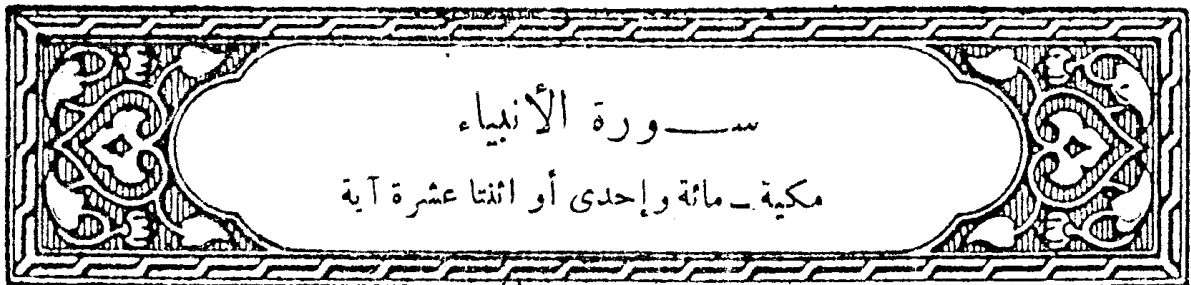 سـورة الأنبياء
مكية ـ مائة وإحدى أو اثنتا عشرة آية